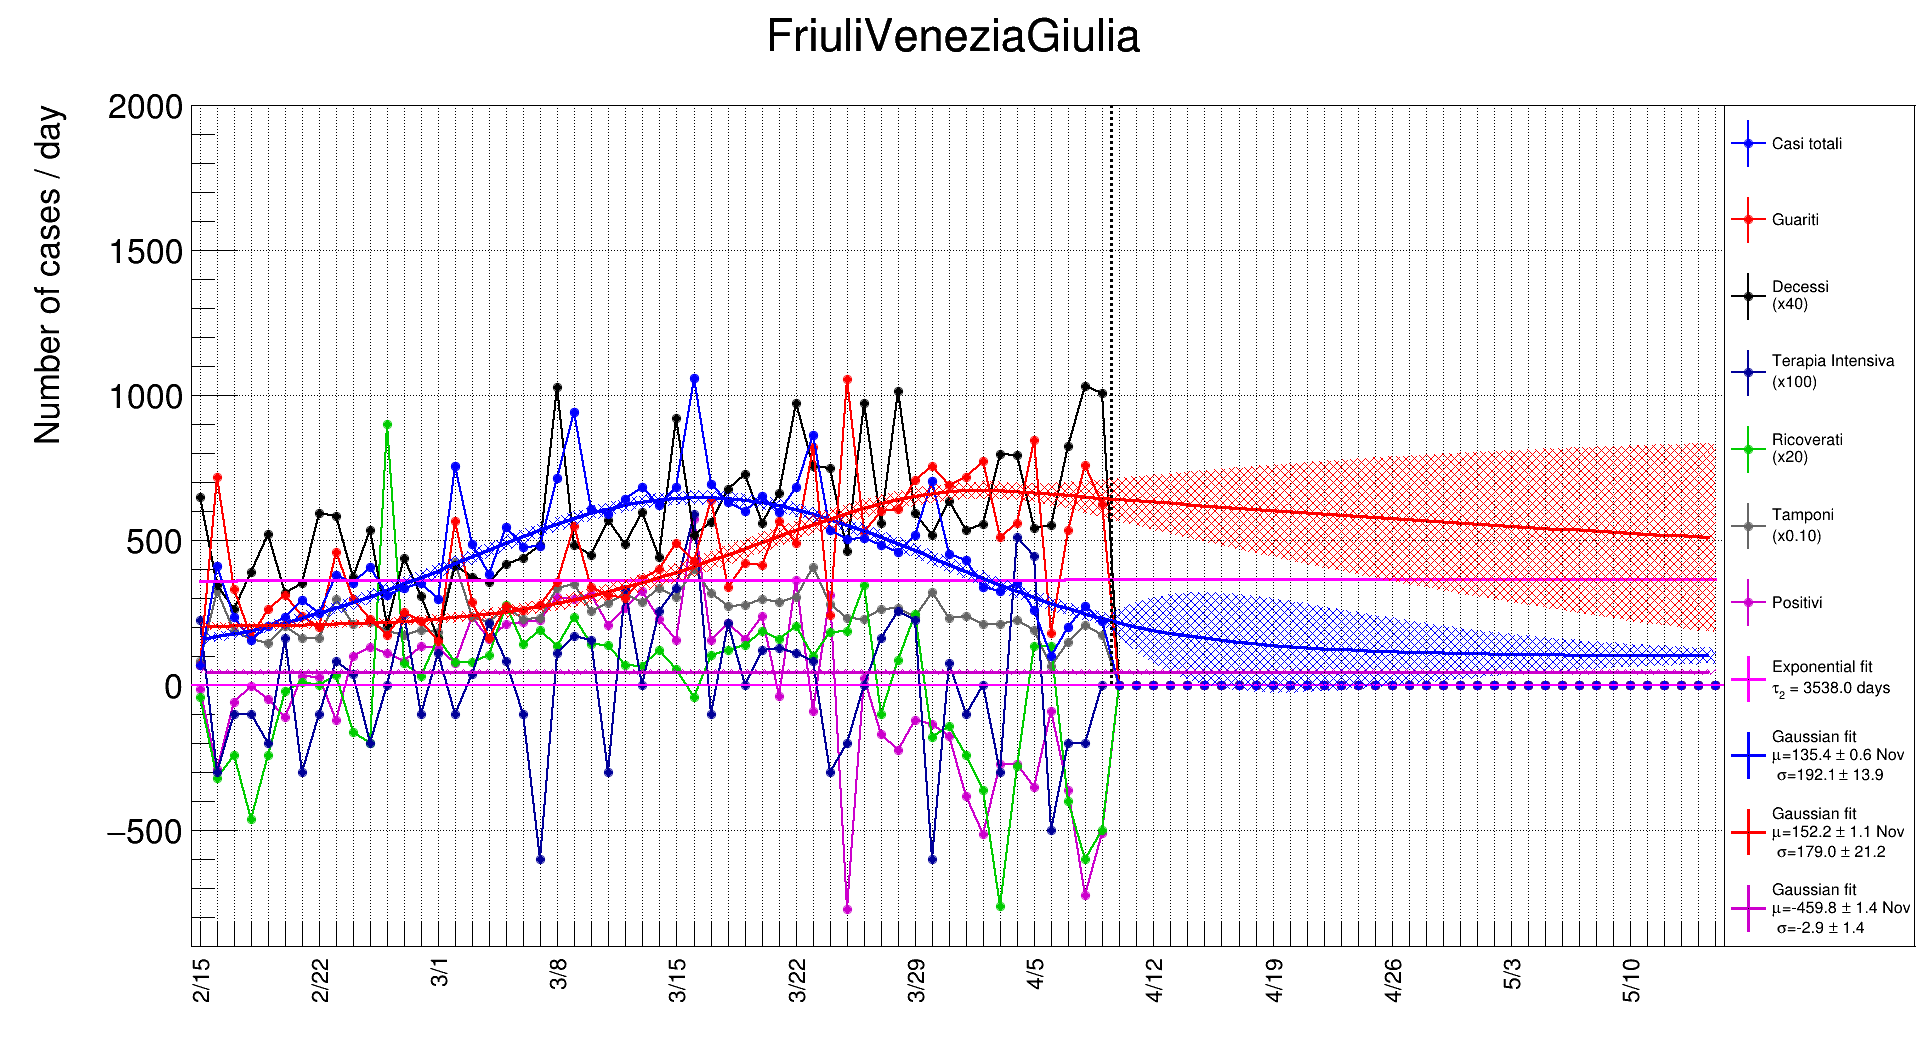 FriuliVeneziaGiulia
Number of cases / day
2000
1500
1000
500
0
−500
2/15
2/22
3/1
3/8
3/15
3/22
3/29
4/5
4/12
4/19
4/26
5/3
5/10
Casi totali
Guariti
Decessi
(x40)
Terapia Intensiva
(x100)
Ricoverati
(x20)
Tamponi
(x0.10)
Positivi
Exponential fit
τ2 = 3538.0 days
Gaussian fit
μ=135.4 ± 0.6 Nov
σ=192.1 ± 13.9
Gaussian fit
μ=152.2 ± 1.1 Nov
σ=179.0 ± 21.2
Gaussian fit
μ=-459.8 ± 1.4 Nov
σ=-2.9 ± 1.4